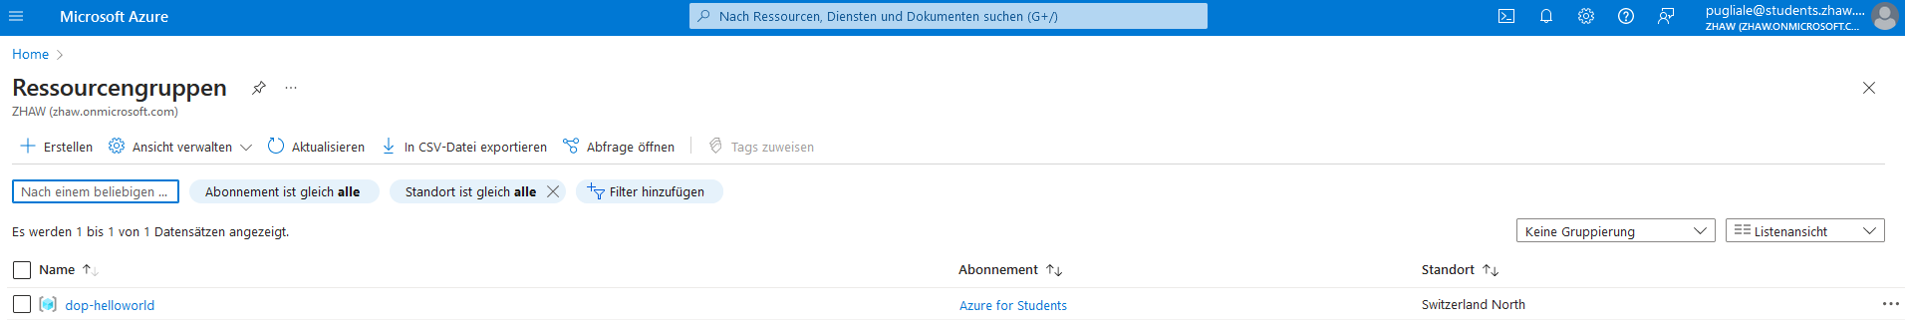 Microsoft Azure
Nach Ressourcen, Diensten und Dokumenten suchen (G+/)
pugliale@students.zhaw....
ZHAW (ZHAW.ONMICROSOFT.C...
Home
Ressourcengruppen
ZHAW (zhaw.onmicrosoft.com)
Erstellen Ansicht verwalten Aktualisieren In CSV-Datei exportieren Abfrage öffnen Tags zuweisen
Nach einem beliebigen ... Abonnement ist gleich alle Standort ist gleich alle Filter hinzufügen
Es werden 1 bis 1 von 1 Datensätzen angezeigt. Keine Gruppierung Listenansicht
Name Abonnement Standort
dop-helloworld Azure for Students Switzerland North